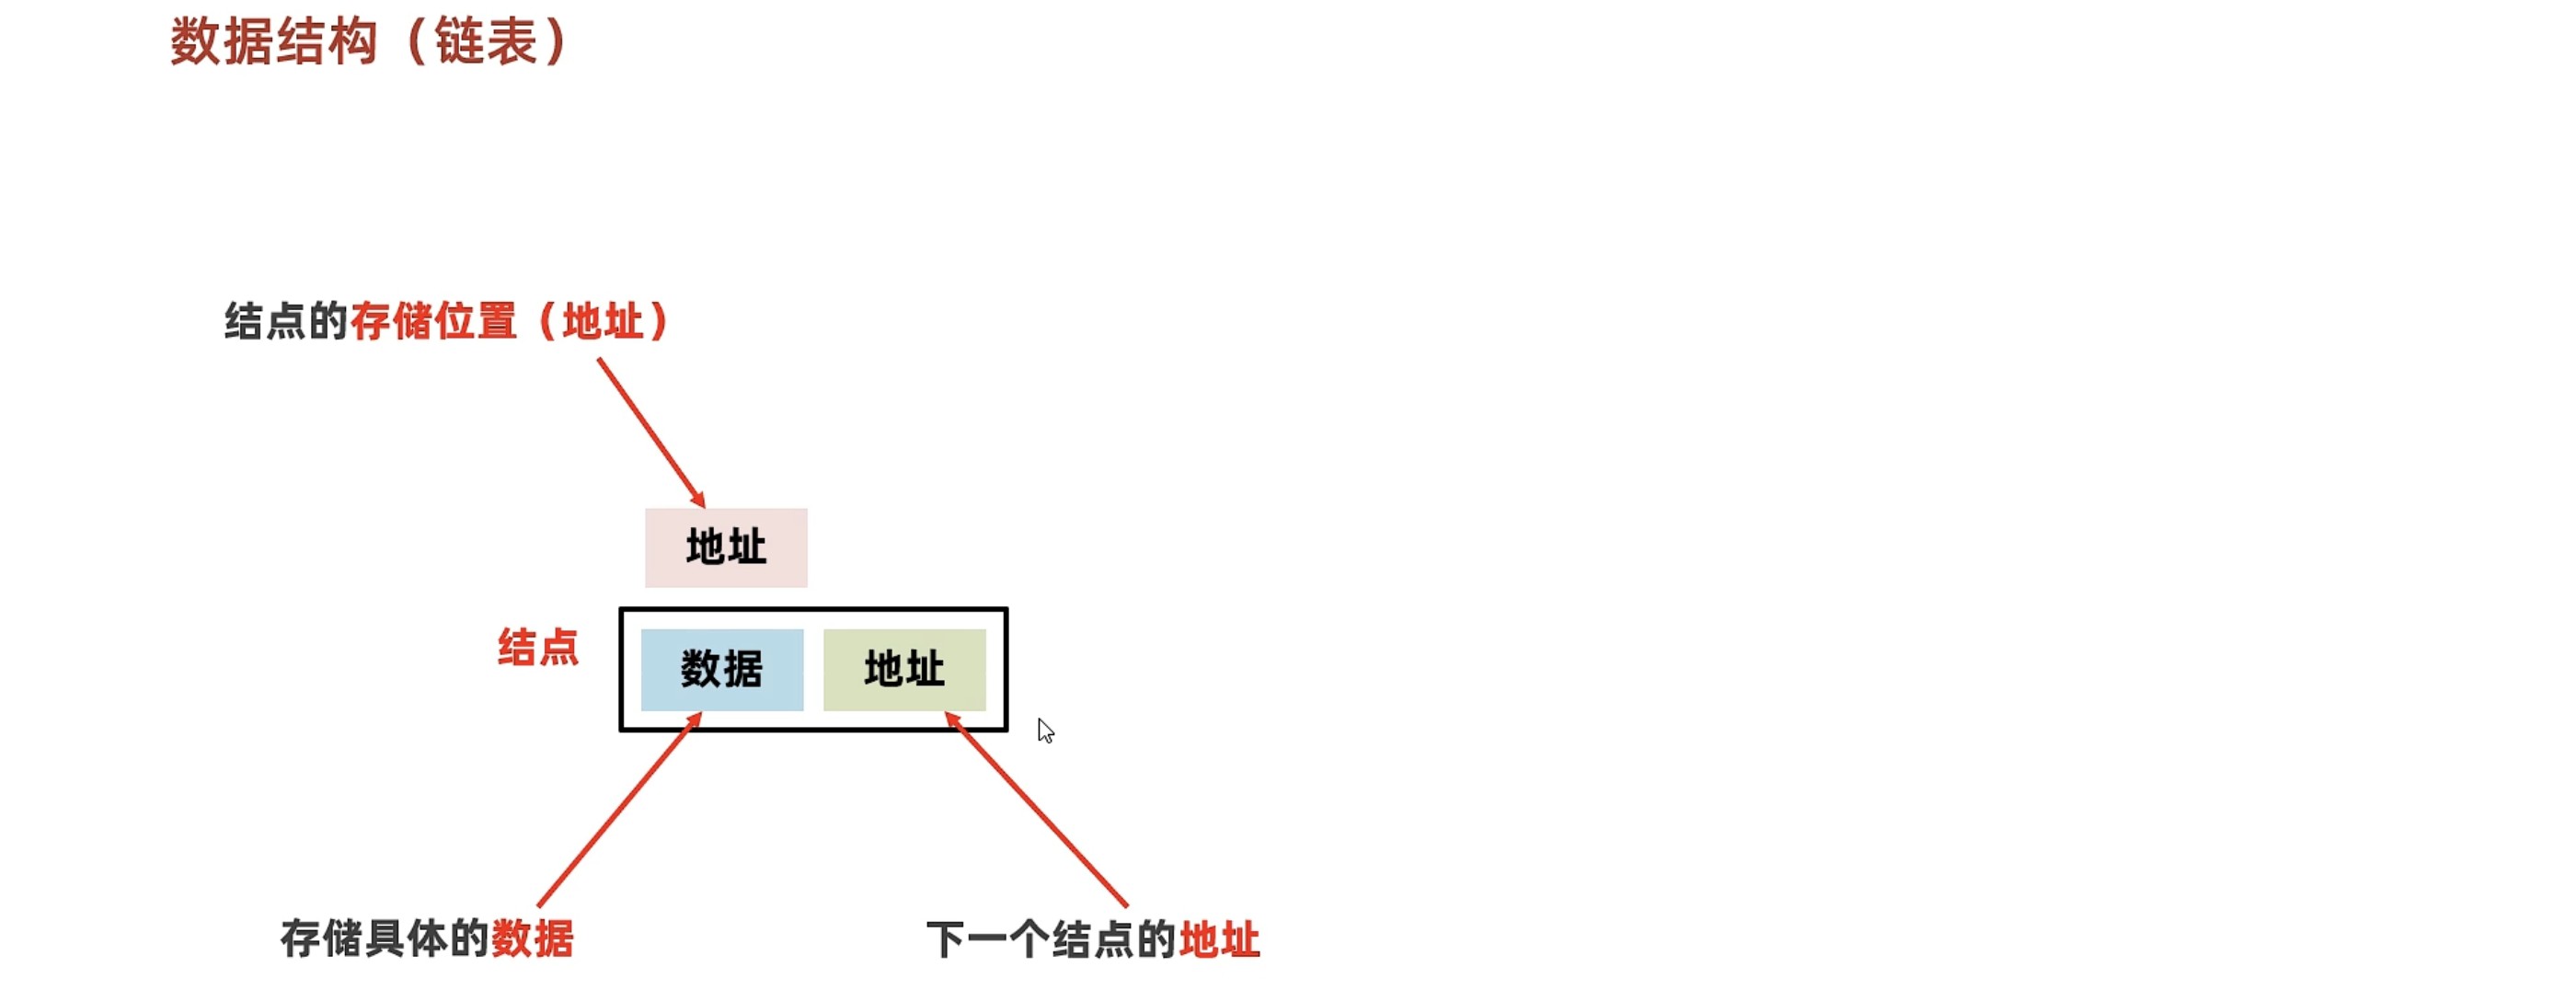 数据结构（链表）
结点的存储位置（地址）
地址
结点
数据
地址
存储具体的数据
下一个结点的地址